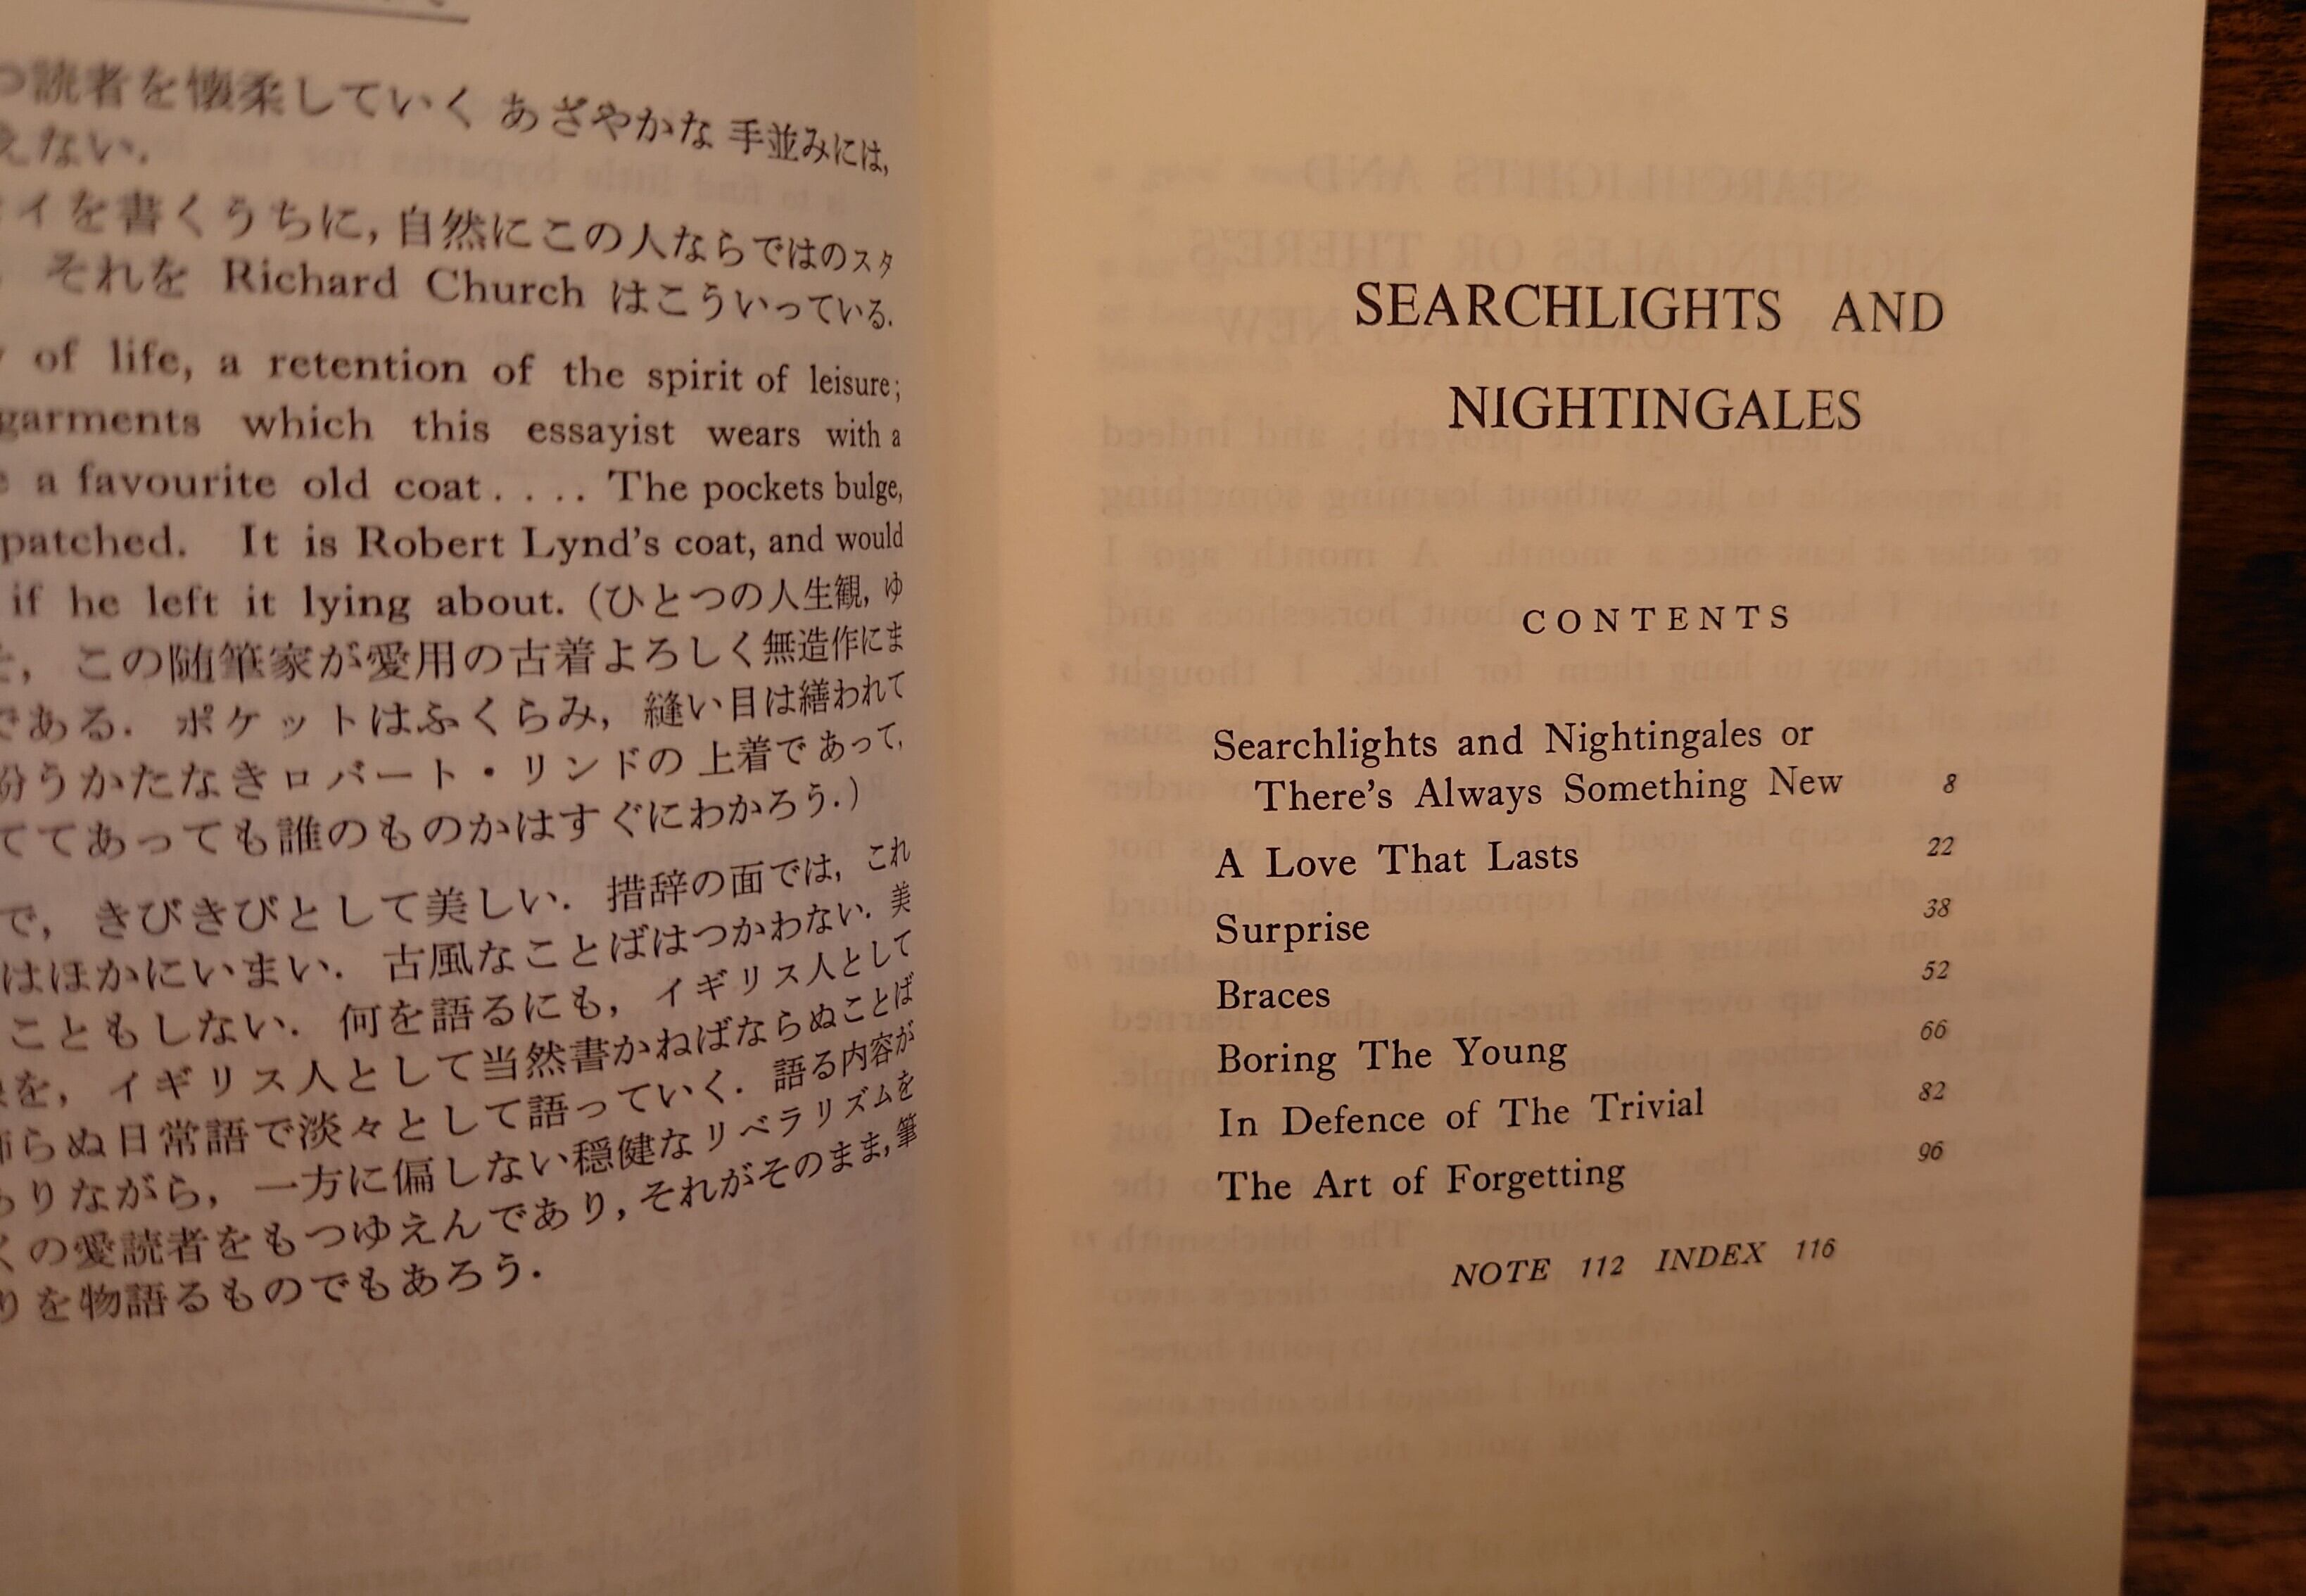 読者を懐柔していく あざやかな 手並みには,
えない.
イを書くうちに, 自然にこの人ならではのスタ
それを Richard Church はこういっている.
of life, a retention of the spirit of leisure;
garments which this essayist wears with a
a favourite old coat.... The pockets bulge,
patched. It is Robert Lynd's coat, and would
if he left it lying about. (ひとつの人生観, ゆ
この随筆家が愛用の古着よろしく無造作にま
である. ポケットはふくらみ, 縫い目は繕われて
紛うかたなきロバート・リンドの 上着で あって,
ててあっても誰のものかはすぐにわかろう.)
で, きびきびとして美しい. 措辞の面では, これ
はほかにいまい. 古風なことばはつかわない. 美
こともしない. 何を語るにも, イギリス人として
を, イギリス人として当然書かねばならぬことば
らぬ日常語で淡々として語っていく. 語る内容が
りながら, 一方に偏しない穏健なリベラリズムを
の愛読者をもつゆえんであり, それがそのまま, 筆
りを物語るものでもあろう.
SEARCHLIGHTS AND
NIGHTINGALES
CONTENTS
Searchlights and Nightingales or
There's Always Something New 8
A Love That Lasts 22
Surprise 38
Braces 52
Boring The Young 66
In Defence of The Trivial 82
The Art of Forgetting 96
NOTE 112 INDEX 116